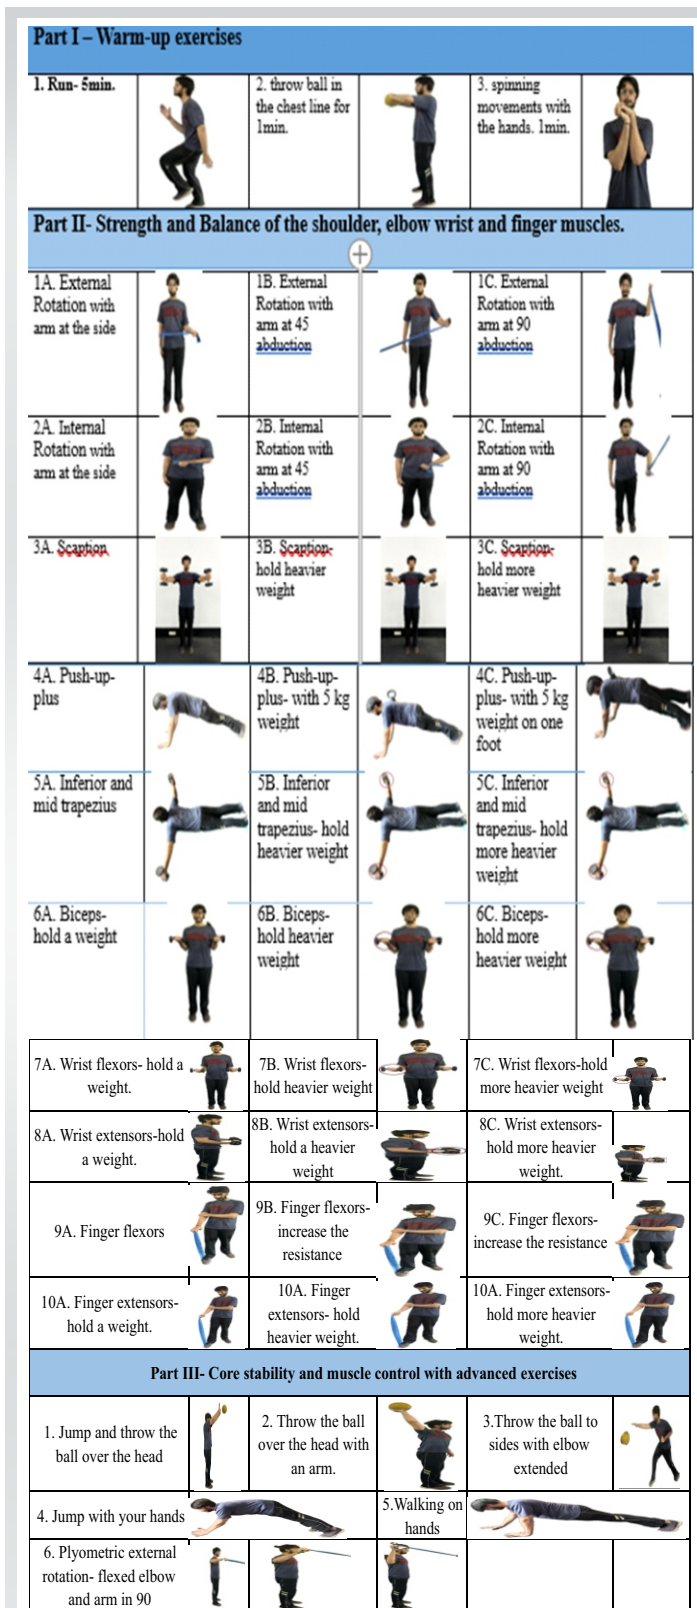 Part I – Warm-up exercises
1. Run- 5min.
2. throw ball in
the chest line for
1min.
3. spinning
movements with
the hands. 1min.
Part II- Strength and Balance of the shoulder, elbow wrist and finger muscles.
1A. External
Rotation with
arm at the side
1B. External
Rotation with
arm at 45
abduction
1C. External
Rotation with
arm at 90
abduction
2A. Internal
Rotation with
arm at the side
2B. Internal
Rotation with
arm at 45
abduction
2C. Internal
Rotation with
arm at 90
abduction
3A. Scaption
3B. Scaption-
hold heavier
weight
3C. Scaption-
hold more
heavier weight
4A. Push-up-
plus
4B. Push-up-
plus- with 5 kg
weight
4C. Push-up-
plus- with 5 kg
weight on one
foot
5A. Inferior and
mid trapezius
5B. Inferior
and mid
trapezius- hold
heavier weight
5C. Inferior
and mid
trapezius- hold
more heavier
weight
6A. Biceps-
hold a weight
6B. Biceps-
hold heavier
weight
6C. Biceps-
hold more
heavier weight
7A. Wrist flexors- hold a
weight.
7B. Wrist flexors-
hold heavier weight
7C. Wrist flexors-hold
more heavier weight
8A. Wrist extensors-hold
a weight.
8B. Wrist extensors-
hold a heavier
weight
8C. Wrist extensors-
hold more heavier
weight.
9A. Finger flexors
9B. Finger flexors-
increase the
resistance
9C. Finger flexors-
increase the resistance
10A. Finger extensors-
hold a weight.
10A. Finger
extensors- hold
heavier weight.
10A. Finger extensors-
hold more heavier
weight.
Part III- Core stability and muscle control with advanced exercises
1. Jump and throw the
ball over the head
2. Throw the ball
over the head with
an arm.
3.Throw the ball to
sides with elbow
extended
4. Jump with your hands
5.Walking on
hands
6. Plyometric external
rotation- flexed elbow
and arm in 90